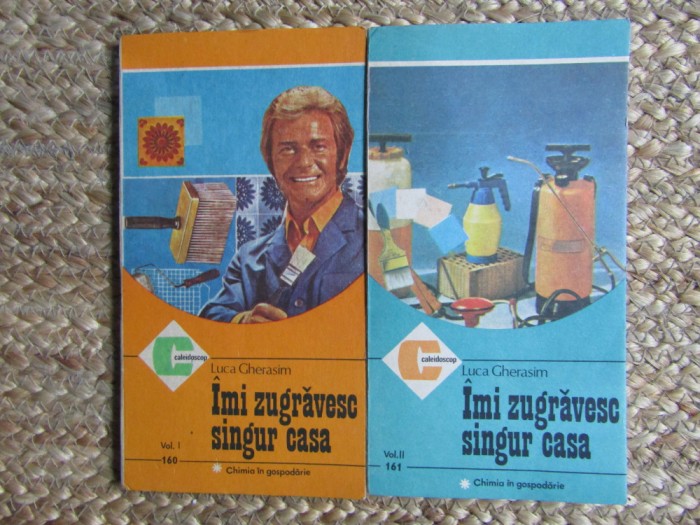 C
caleidoscop
Luca Gherasim
Îmi zugrăvesc
singur casa
Vol. I
160
Chimia în gospodărie
C
caleidoscop
Luca Gherasim
Îmi zugrăvesc
singur casa
Vol. II
161
Chimia în gospodărie